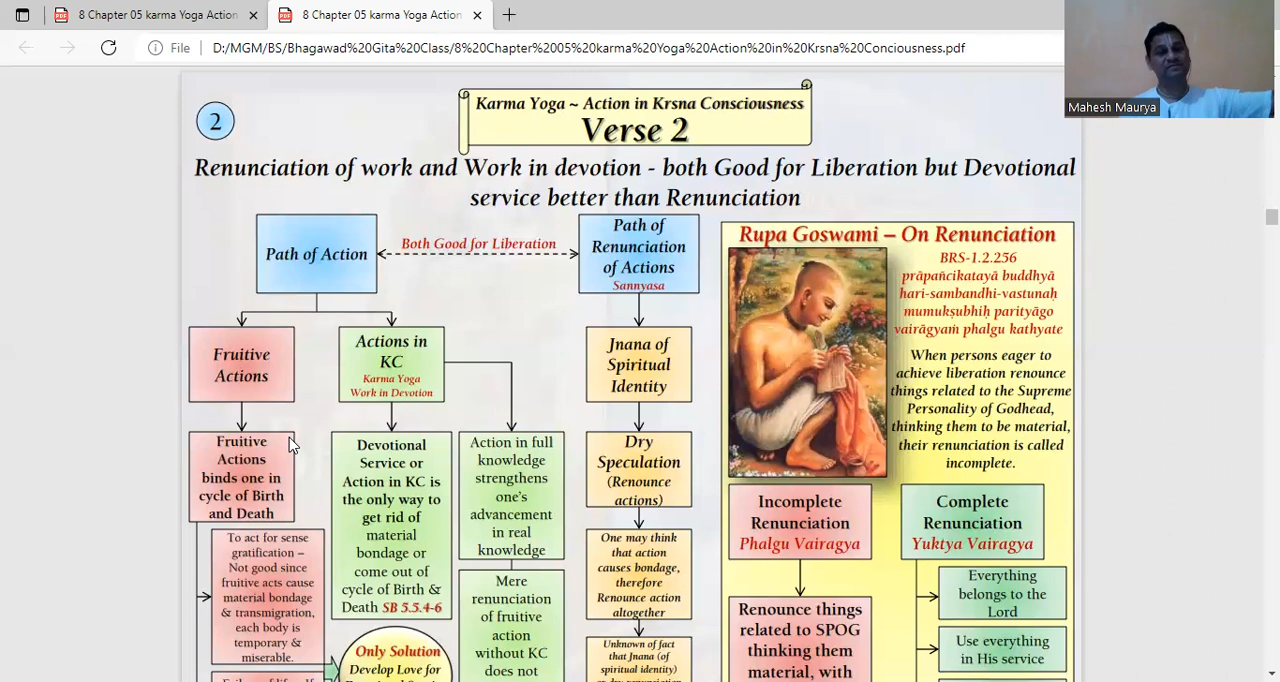 8 Chapter 05 karma Yoga Action
8 Chapter 05 karma Yoga Action
File
D:/MGM/BS/Bhagawad%20Gita%20Class/8%20Chapter%2005%20karma%20Yoga%20Action%20in%20Krsna%20Conciousness.pdf
Mahesh Maurya
2
Karma Yoga ~ Action in Krsna Consciousness
Verse 2
Renunciation of work and Work in devotion - both Good for Liberation but Devotional
service better than Renunciation
Path of Action
Both Good for Liberation
Path of
Renunciation
of Actions
Sannyasa
Fruitive
Actions
Actions in
KC
Karma Yoga
Work in Devotion
Jnana of
Spiritual
Identity
Fruitive
Actions
binds one in
cycle of Birth
and Death
Devotional
Service or
Action in KC is
the only way to
get rid of
material
bondage or
come out of
cycle of Birth &
Death SB 5.5.4-6
Action in full
knowledge
strengthens
one's
advancement
in real
knowledge
Dry
Speculation
(Renounce
actions)
To act for sense
gratification –
Not good since
fruitive acts cause
material bondage
& transmigration,
each body is
temporary &
miserable.
Only Solution
Develop Love for
Mere
renunciation
of fruitive
action
without KC
does not
One may think
that action
causes bondage,
therefore
Renounce action
altogether
Unknown of fact
that Jnana (of
spiritual identity)
Rupa Goswami – On Renunciation
BRS-1.2.256
prāpañcikatayā buddhyā
hari-sambandhi-vastunaḥ
mumukṣubhiḥ parityāgo
vairāgyaṁ phalgu kathyate
When persons eager to
achieve liberation renounce
things related to the Supreme
Personality of Godhead,
thinking them to be material,
their renunciation is called
incomplete.
Incomplete
Renunciation
Phalgu Vairagya
Complete
Renunciation
Yuktya Vairagya
Renounce things
related to SPOG
thinking them
material, with
Everything
belongs to the
Lord
Use everything
in His service